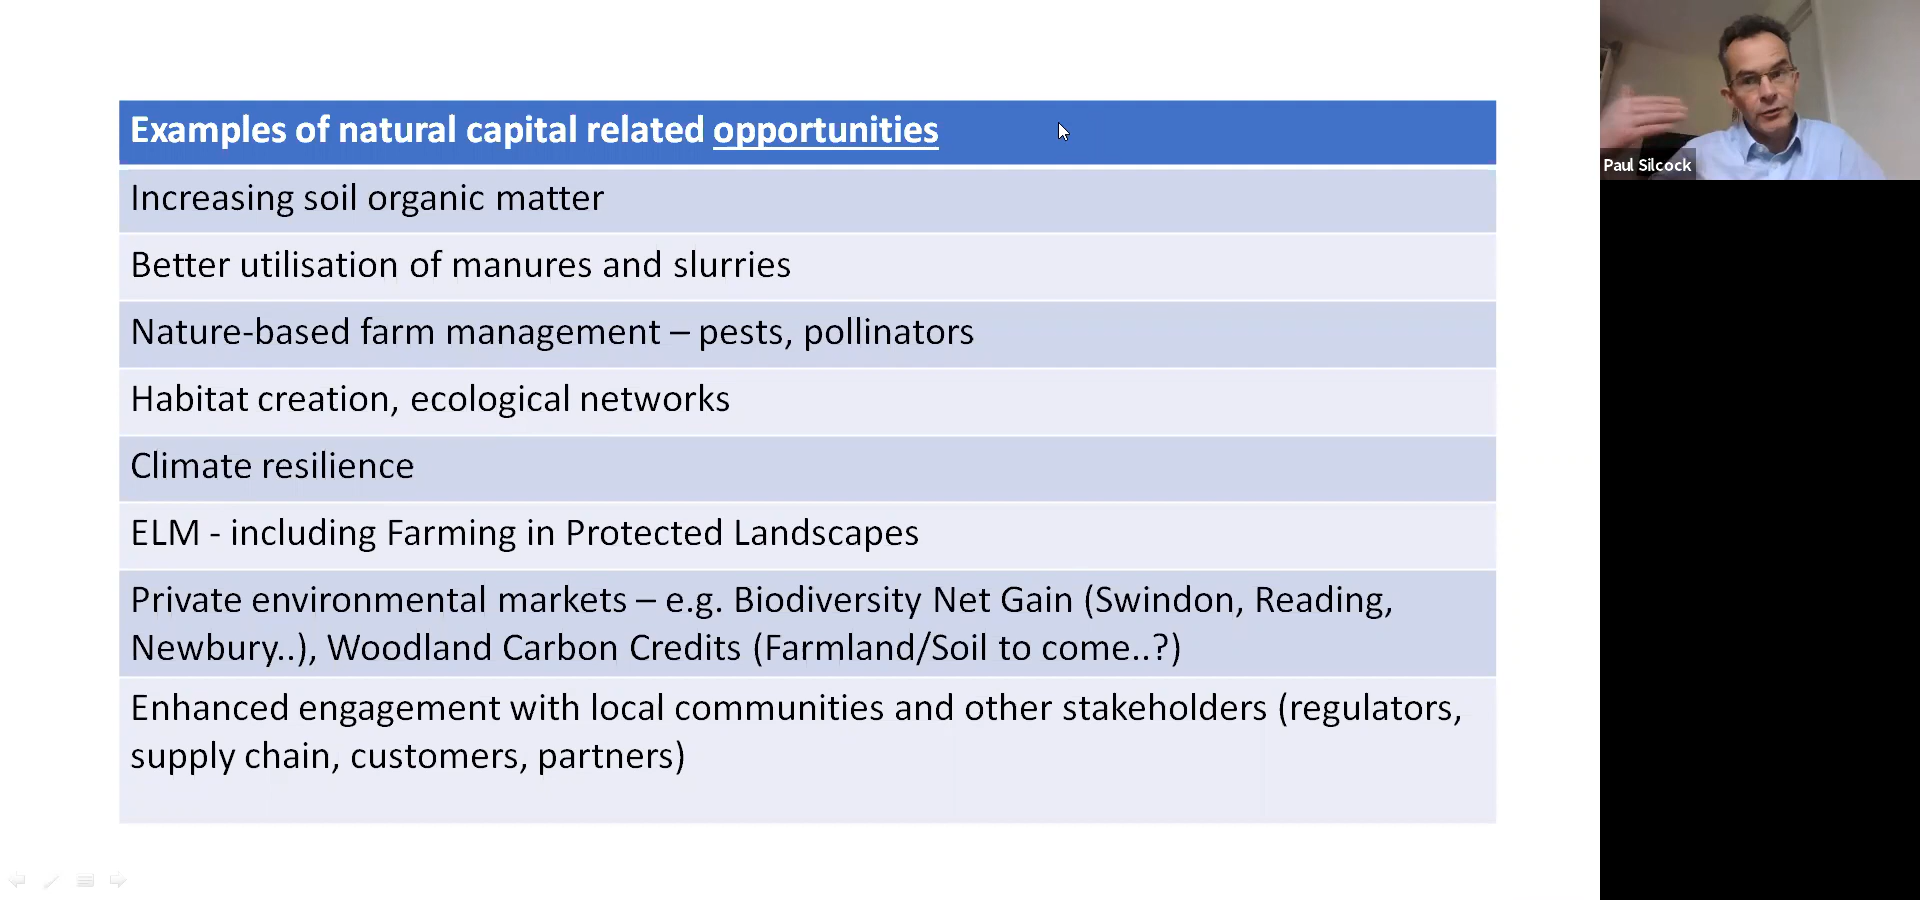 Examples of natural capital related opportunities
Increasing soil organic matter
Better utilisation of manures and slurries
Nature-based farm management – pests, pollinators
Habitat creation, ecological networks
Climate resilience
ELM - including Farming in Protected Landscapes
Private environmental markets – e.g. Biodiversity Net Gain (Swindon, Reading,
Newbury..), Woodland Carbon Credits (Farmland/Soil to come..?)
Enhanced engagement with local communities and other stakeholders (regulators,
supply chain, customers, partners)
Paul Silcock